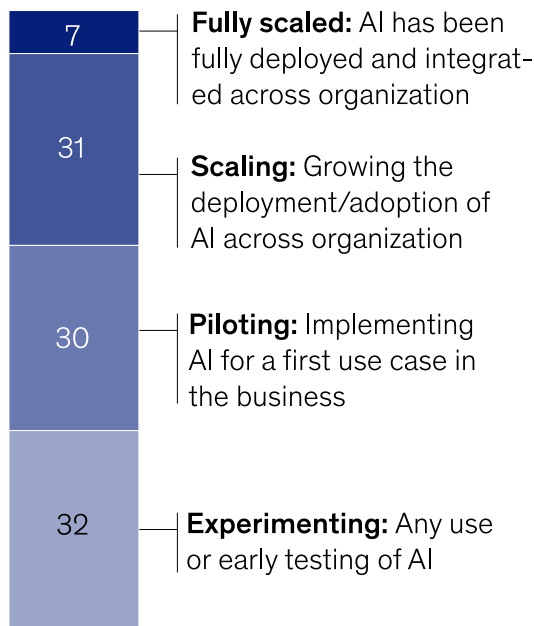 7
Fully scaled: AI has been
fully deployed and integrat-
ed across organization
31
Scaling: Growing the
deployment/adoption of
AI across organization
30
Piloting: Implementing
AI for a first use case in
the business
32
Experimenting: Any use
or early testing of AI